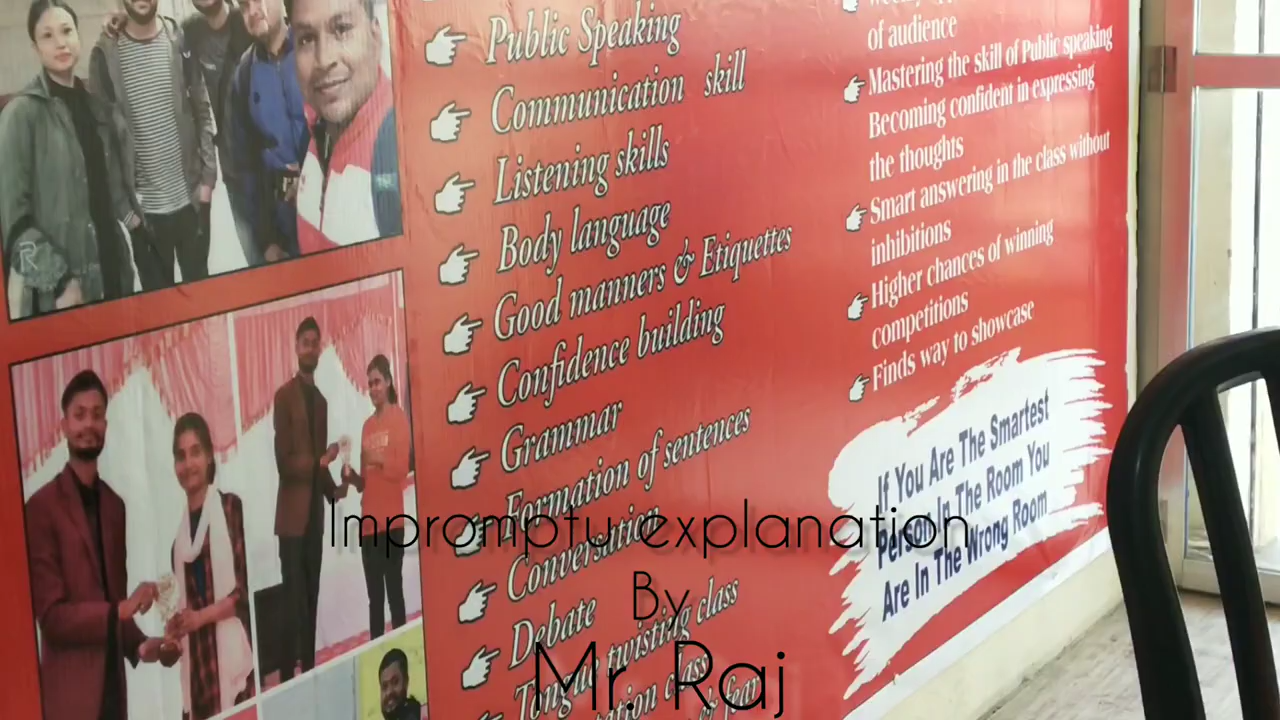 Public Speaking
Communication skill
Listening skills
Body language
Good manners & Etiquettes
Confidence building
Grammar
Formation of sentences
Conversation
Debate
Tongue twisting class
class
fear
of audience
Mastering the skill of Public speaking
Becoming confident in expressing
the thoughts
Smart answering in the class without
inhibitions
Higher chances of winning
competitions
Finds way to showcase
If You Are The Smartest
Person In The Room You
Are In The Wrong Room
Impromptu explanation
By
Mr. Raj
R